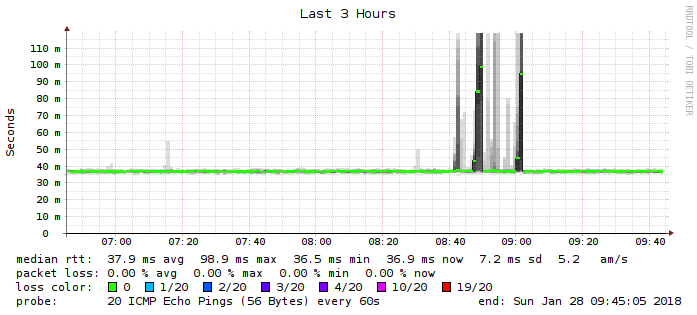 Last 3 Hours
RRDTOOL / TOBI OETIKER
Seconds
110 m
100 m
90 m
80 m
70 m
60 m
50 m
40 m
30 m
20 m
10 m
0
07:00 07:20 07:40 08:00 08:20 08:40 09:00 09:20 09:40
median rtt: 37.9 ms avg 98.9 ms max 36.5 ms min 36.9 ms now 7.2 ms sd 5.2 am/s
packet loss: 0.00 % avg 0.00 % max 0.00 % min 0.00 % now
loss color: 0 1/20 2/20 3/20 4/20 10/20 19/20
probe: 20 ICMP Echo Pings (56 Bytes) every 60s end: Sun Jan 28 09:45:05 2018